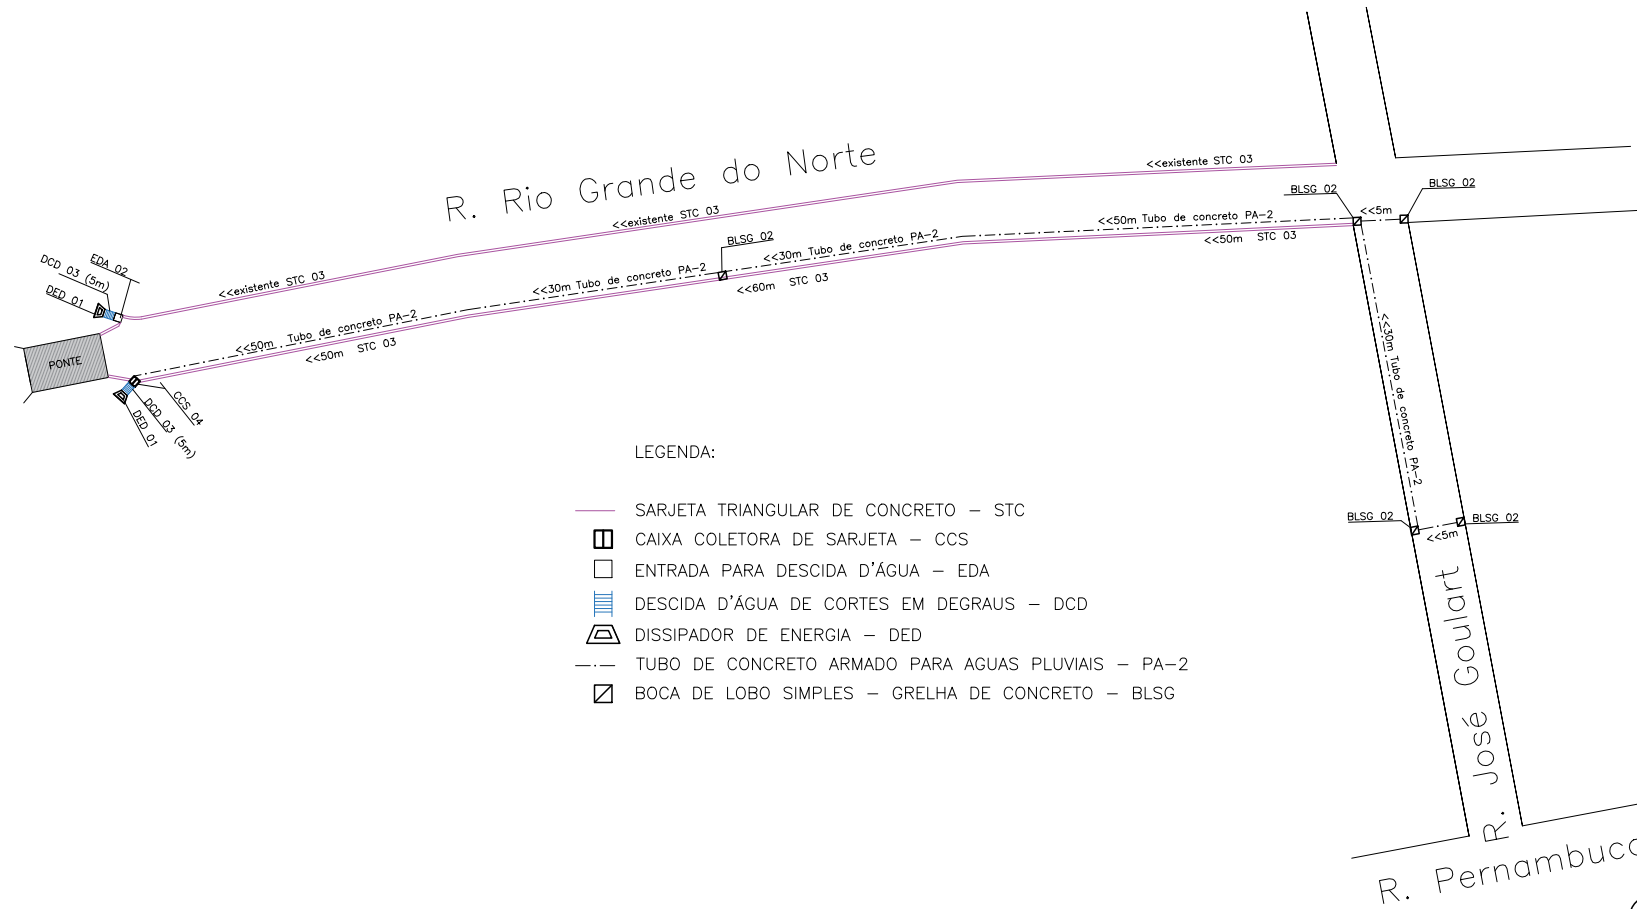 R. Rio Grande do Norte
<<existente STC 03
<<existente STC 03
<<existente STC 03
BLSG 02
BLSG 02
<<5m
<<50m Tubo de concreto PA-2
<<50m STC 03
BLSG 02
<<30m Tubo de concreto PA-2
<<30m Tubo de concreto PA-2
<<60m STC 03
EDA 02
DCD 03 (5m)
DED 01
<<50m Tubo de concreto PA-2
<<50m STC 03
PONTE
CCS 04
DCD 03 (5m)
DED 01
<<30m Tubo de concreto PA-2
BLSG 02
BLSG 02
<<5m
LEGENDA:
SARJETA TRIANGULAR DE CONCRETO - STC
CAIXA COLETORA DE SARJETA - CCS
ENTRADA PARA DESCIDA D'ÁGUA - EDA
DESCIDA D'ÁGUA DE CORTES EM DEGRAUS - DCD
DISSIPADOR DE ENERGIA - DED
TUBO DE CONCRETO ARMADO PARA AGUAS PLUVIAIS - PA-2
BOCA DE LOBO SIMPLES - GRELHA DE CONCRETO - BLSG
R. José Goulart
R. Pernambuco